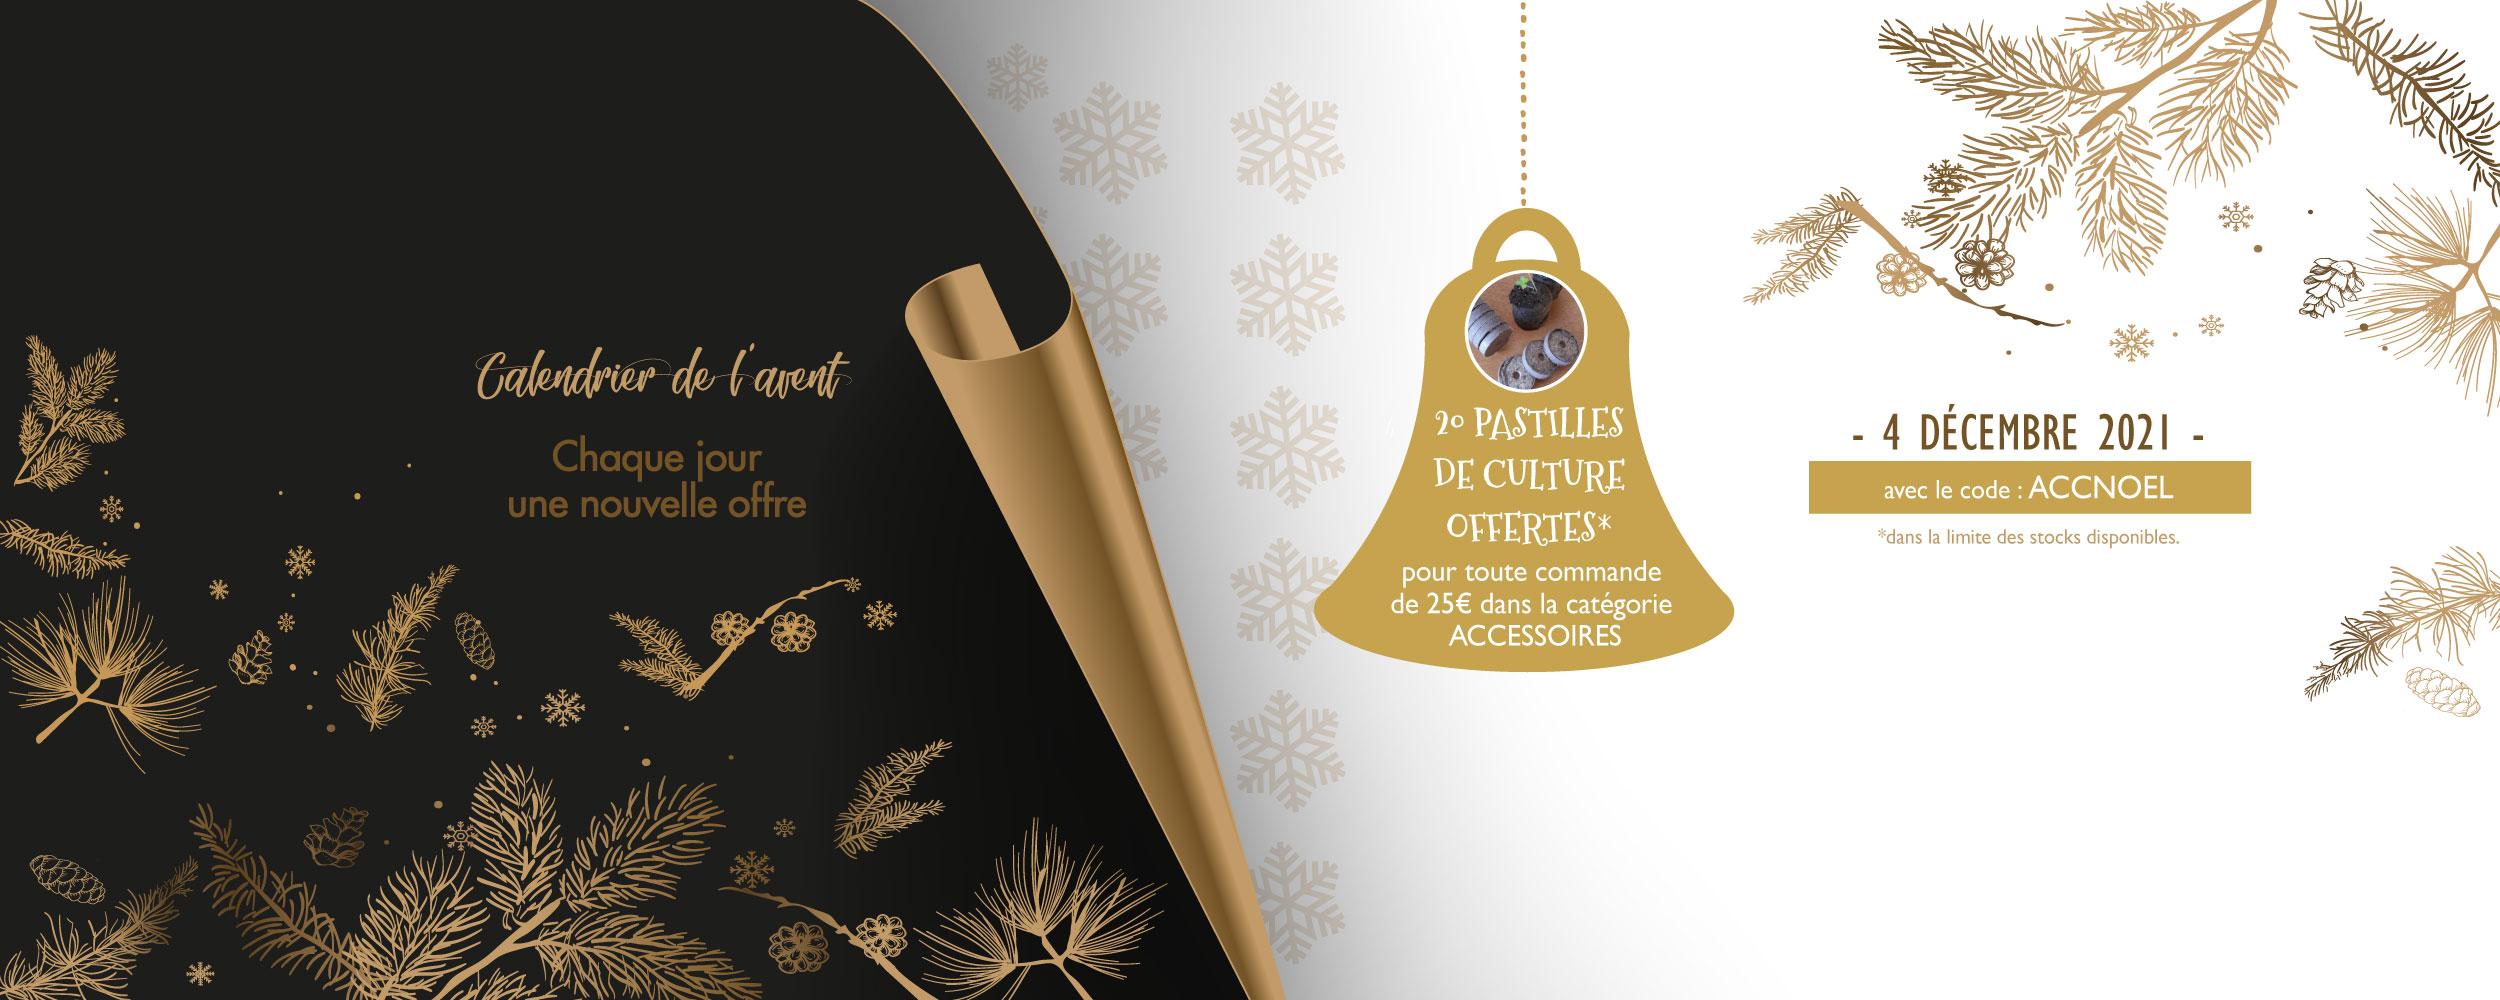 Calendrier de l'avent
Chaque jour
une nouvelle offre
20 PASTILLES
DE CULTURE
OFFERTES*
pour toute commande
de 25€ dans la catégorie
ACCESSOIRES
- 4 DÉCEMBRE 2021 -
avec le code : ACCNOEL
*dans la limite des stocks disponibles.